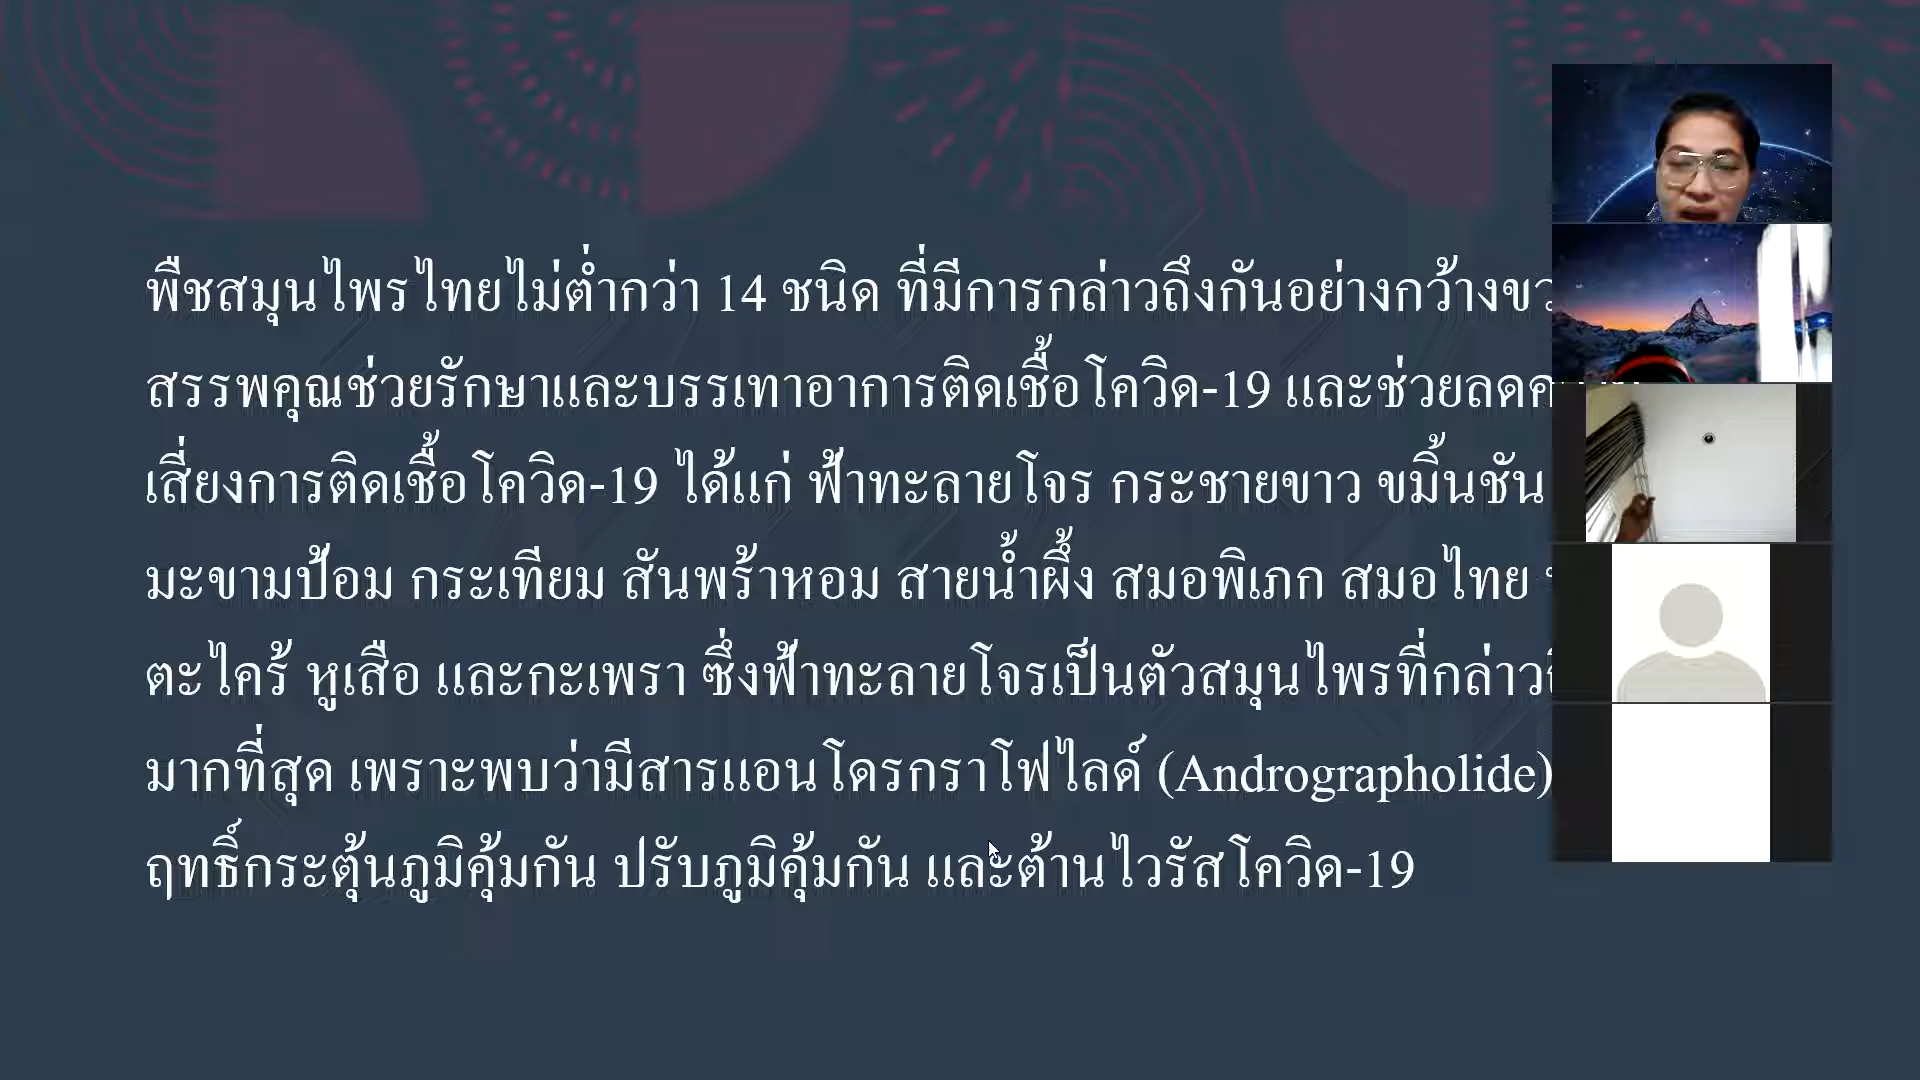 พืชสมุนไพรไทยไม่ต่ำกว่า 14 ชนิด ที่มีการกล่าวถึงกันอย่าง
สรรพคุณช่วยรักษาและบรรเทาอาการติดเชื้อโควิด-19 และช่วยลด
เสี่ยงการติดเชื้อโควิด-19 ได้แก่ ฟ้าทะลายโจร กระชายขาว ขมิ้นชัน
มะขามป้อม กระเทียม สันพร้าหอม สายน้ำผึ้ง สมอพิเภก สมอไทย
ตะไคร้ หูเสือ และกะเพรา ซึ่งฟ้าทะลายโจรเป็นตัวสมุนไพรที่กล่าว
มากที่สุด เพราะพบว่ามีสารแอนโดรกราโฟไลด์ (Andrographolide)
ฤทธิ์กระตุ้นภูมิคุ้มกัน ปรับภูมิคุ้มกัน และต้านไวรัสโควิด-19